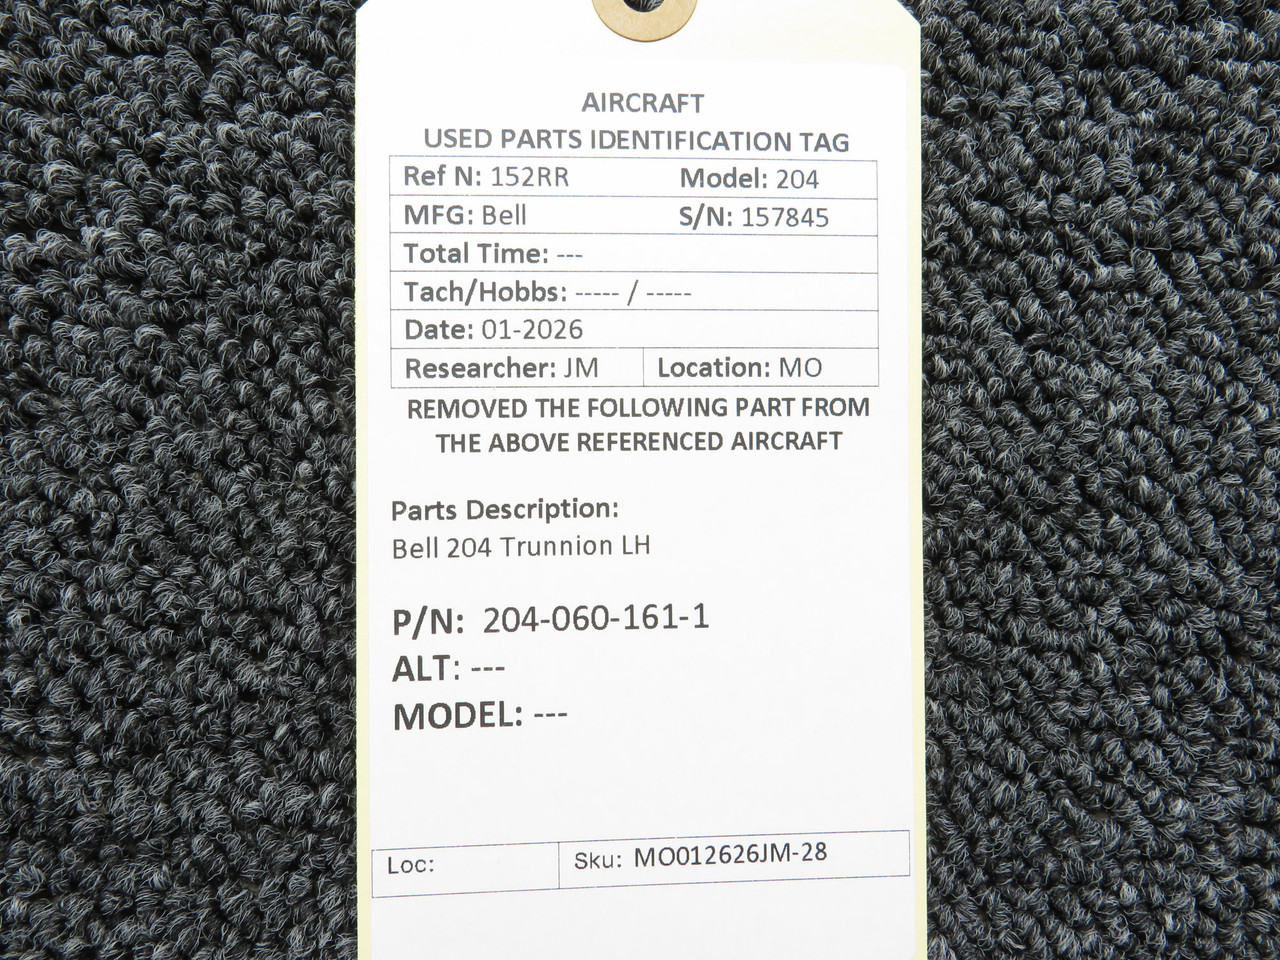 AIRCRAFT
USED PARTS IDENTIFICATION TAG
Ref N: 152RR Model: 204
MFG: Bell S/N: 157845
Total Time: ---
Tach/Hobbs: ----- / -----
Date: 01-2026
Researcher: JM Location: MO
REMOVED THE FOLLOWING PART FROM
THE ABOVE REFERENCED AIRCRAFT
Parts Description:
Bell 204 Trunnion LH
P/N: 204-060-161-1
ALT: ---
MODEL: ---
Loc: Sku: MO012626JM-28